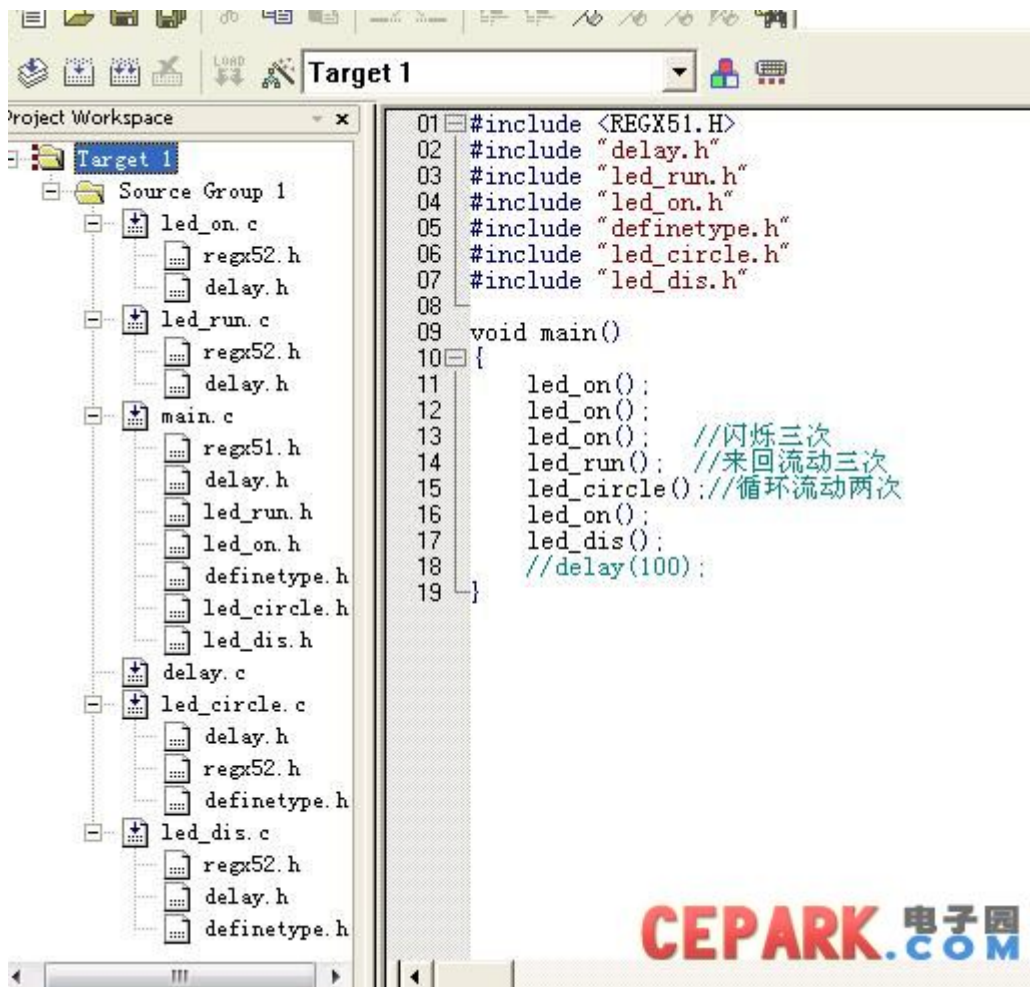 LOAD
Target 1
Project Workspace
Target 1
Source Group 1
led_on.c
regx52.h
delay.h
led_run.c
regx52.h
delay.h
main.c
regx51.h
delay.h
led_run.h
led_on.h
definetype.h
led_circle.h
led_dis.h
delay.c
led_circle.c
delay.h
regx52.h
definetype.h
led_dis.c
regx52.h
delay.h
definetype.h
01 #include <REGX51.H>
02 #include "delay.h"
03 #include "led_run.h"
04 #include "led_on.h"
05 #include "definetype.h"
06 #include "led_circle.h"
07 #include "led_dis.h"
08
09 void main()
10 {
11 led_on();
12 led_on();
13 led_on(); //闪烁三次
14 led_run(); //来回流动三次
15 led_circle();//循环流动两次
16 led_on();
17 led_dis();
18 //delay(100);
19 }
CEPARK.电子园
COM